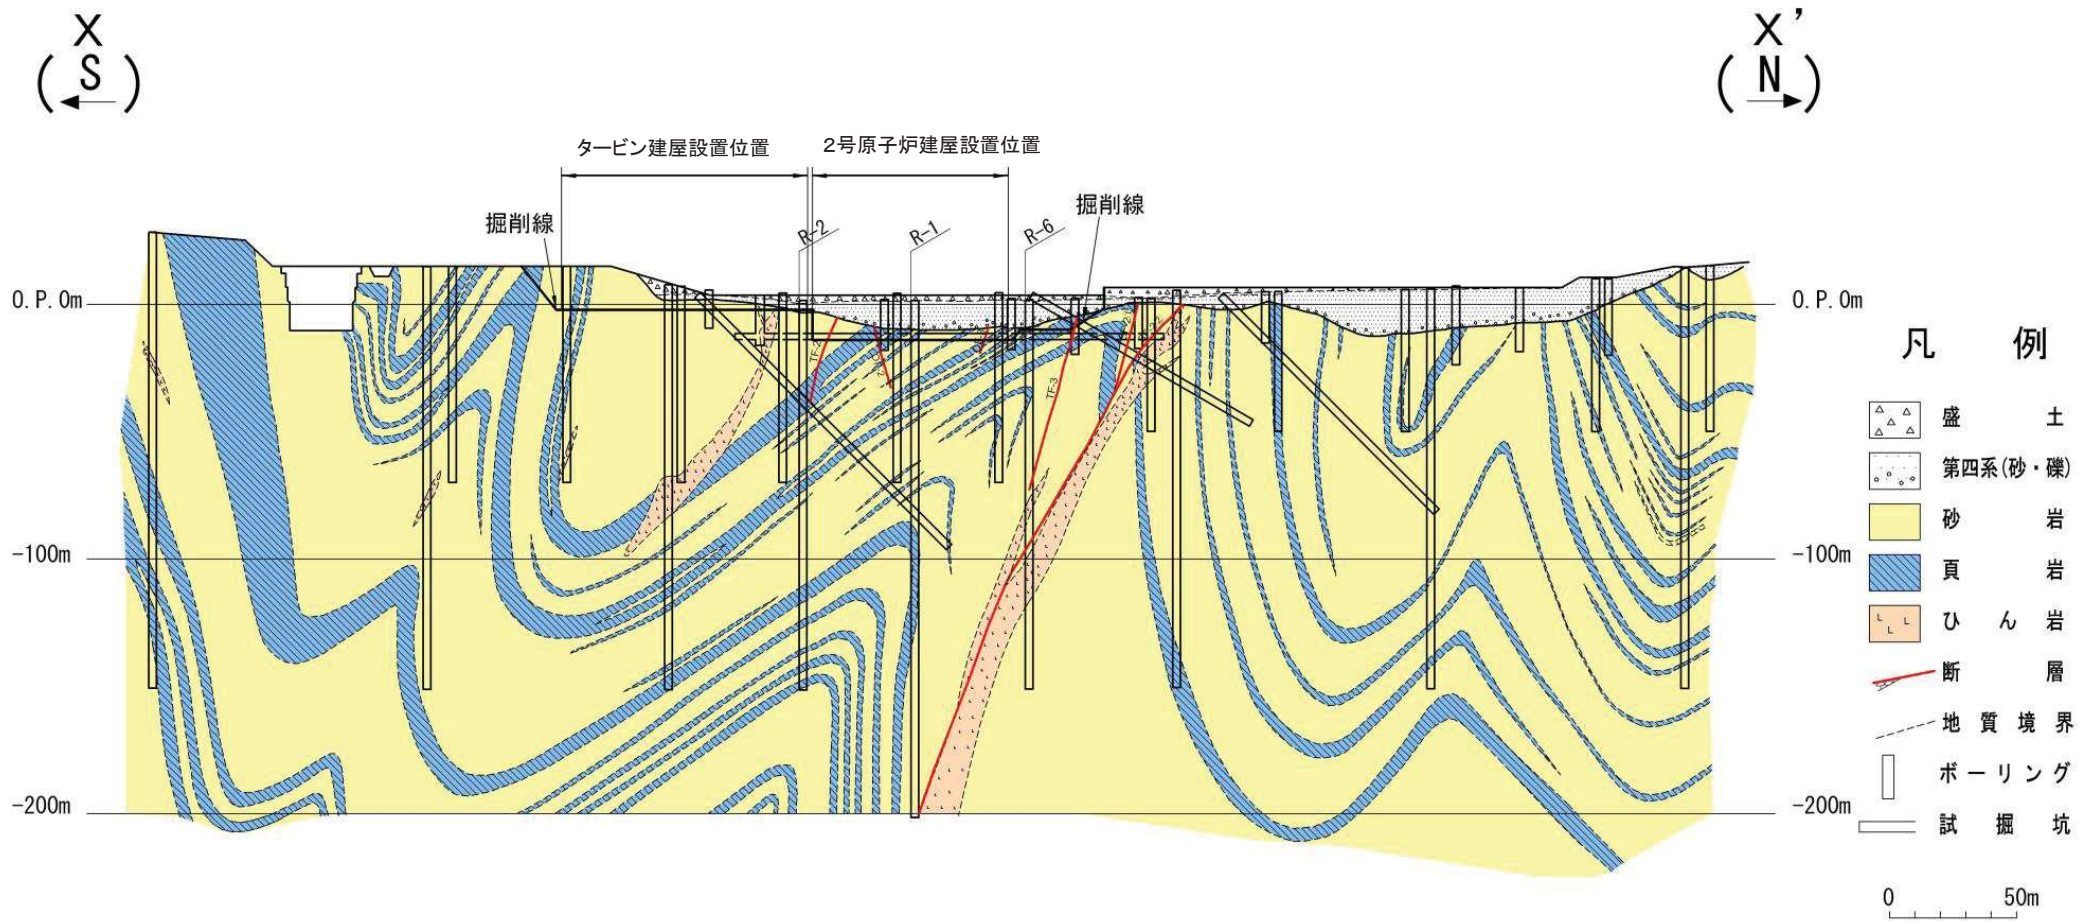 X
(S)
X'
(N)
タービン建屋設置位置
2号原子炉建屋設置位置
掘削線
R-2
R-1
R-6
掘削線
O.P.0m
O.P.0m
TF-3
-100m
-100m
-200m
-200m
凡 例
盛 土
第四系(砂・礫)
砂 岩
頁 岩
ひん岩
断 層
地質境界
ボーリング
試掘坑
0 50m